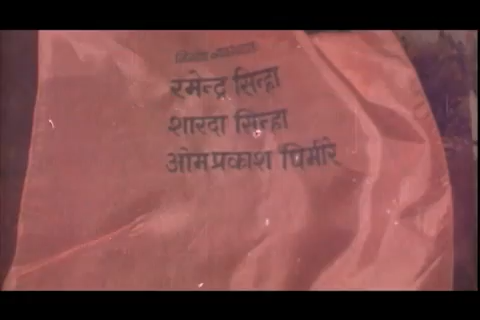 रमेन्द्र सिन्हा
शारदा सिन्हा
ओमप्रकाश घिर्मीरे